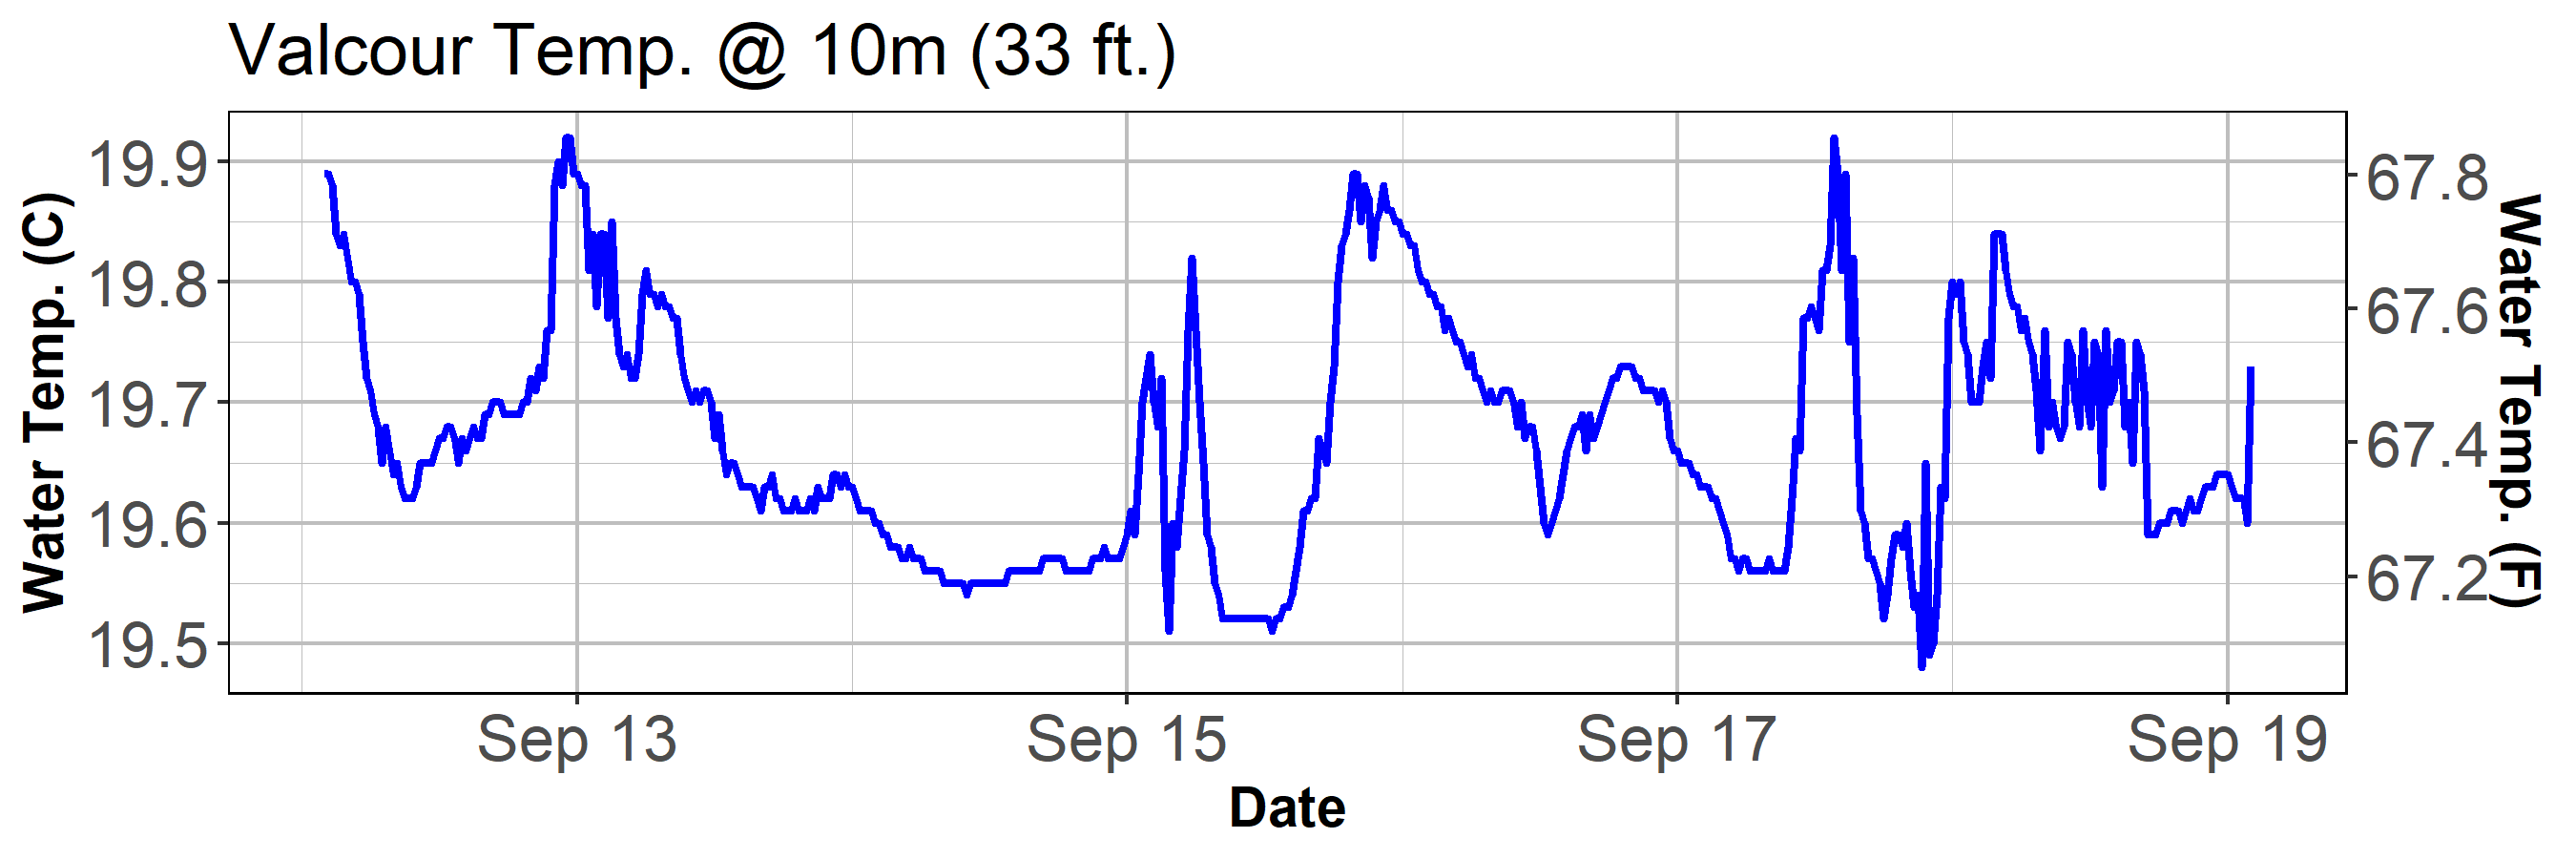 Valcour Temp. @ 10m (33 ft.)
Water Temp. (C)
19.9
19.8
19.7
19.6
19.5
67.8
67.6
67.4
67.2
Water Temp. (F)
Sep 13
Sep 15
Sep 17
Sep 19
Date